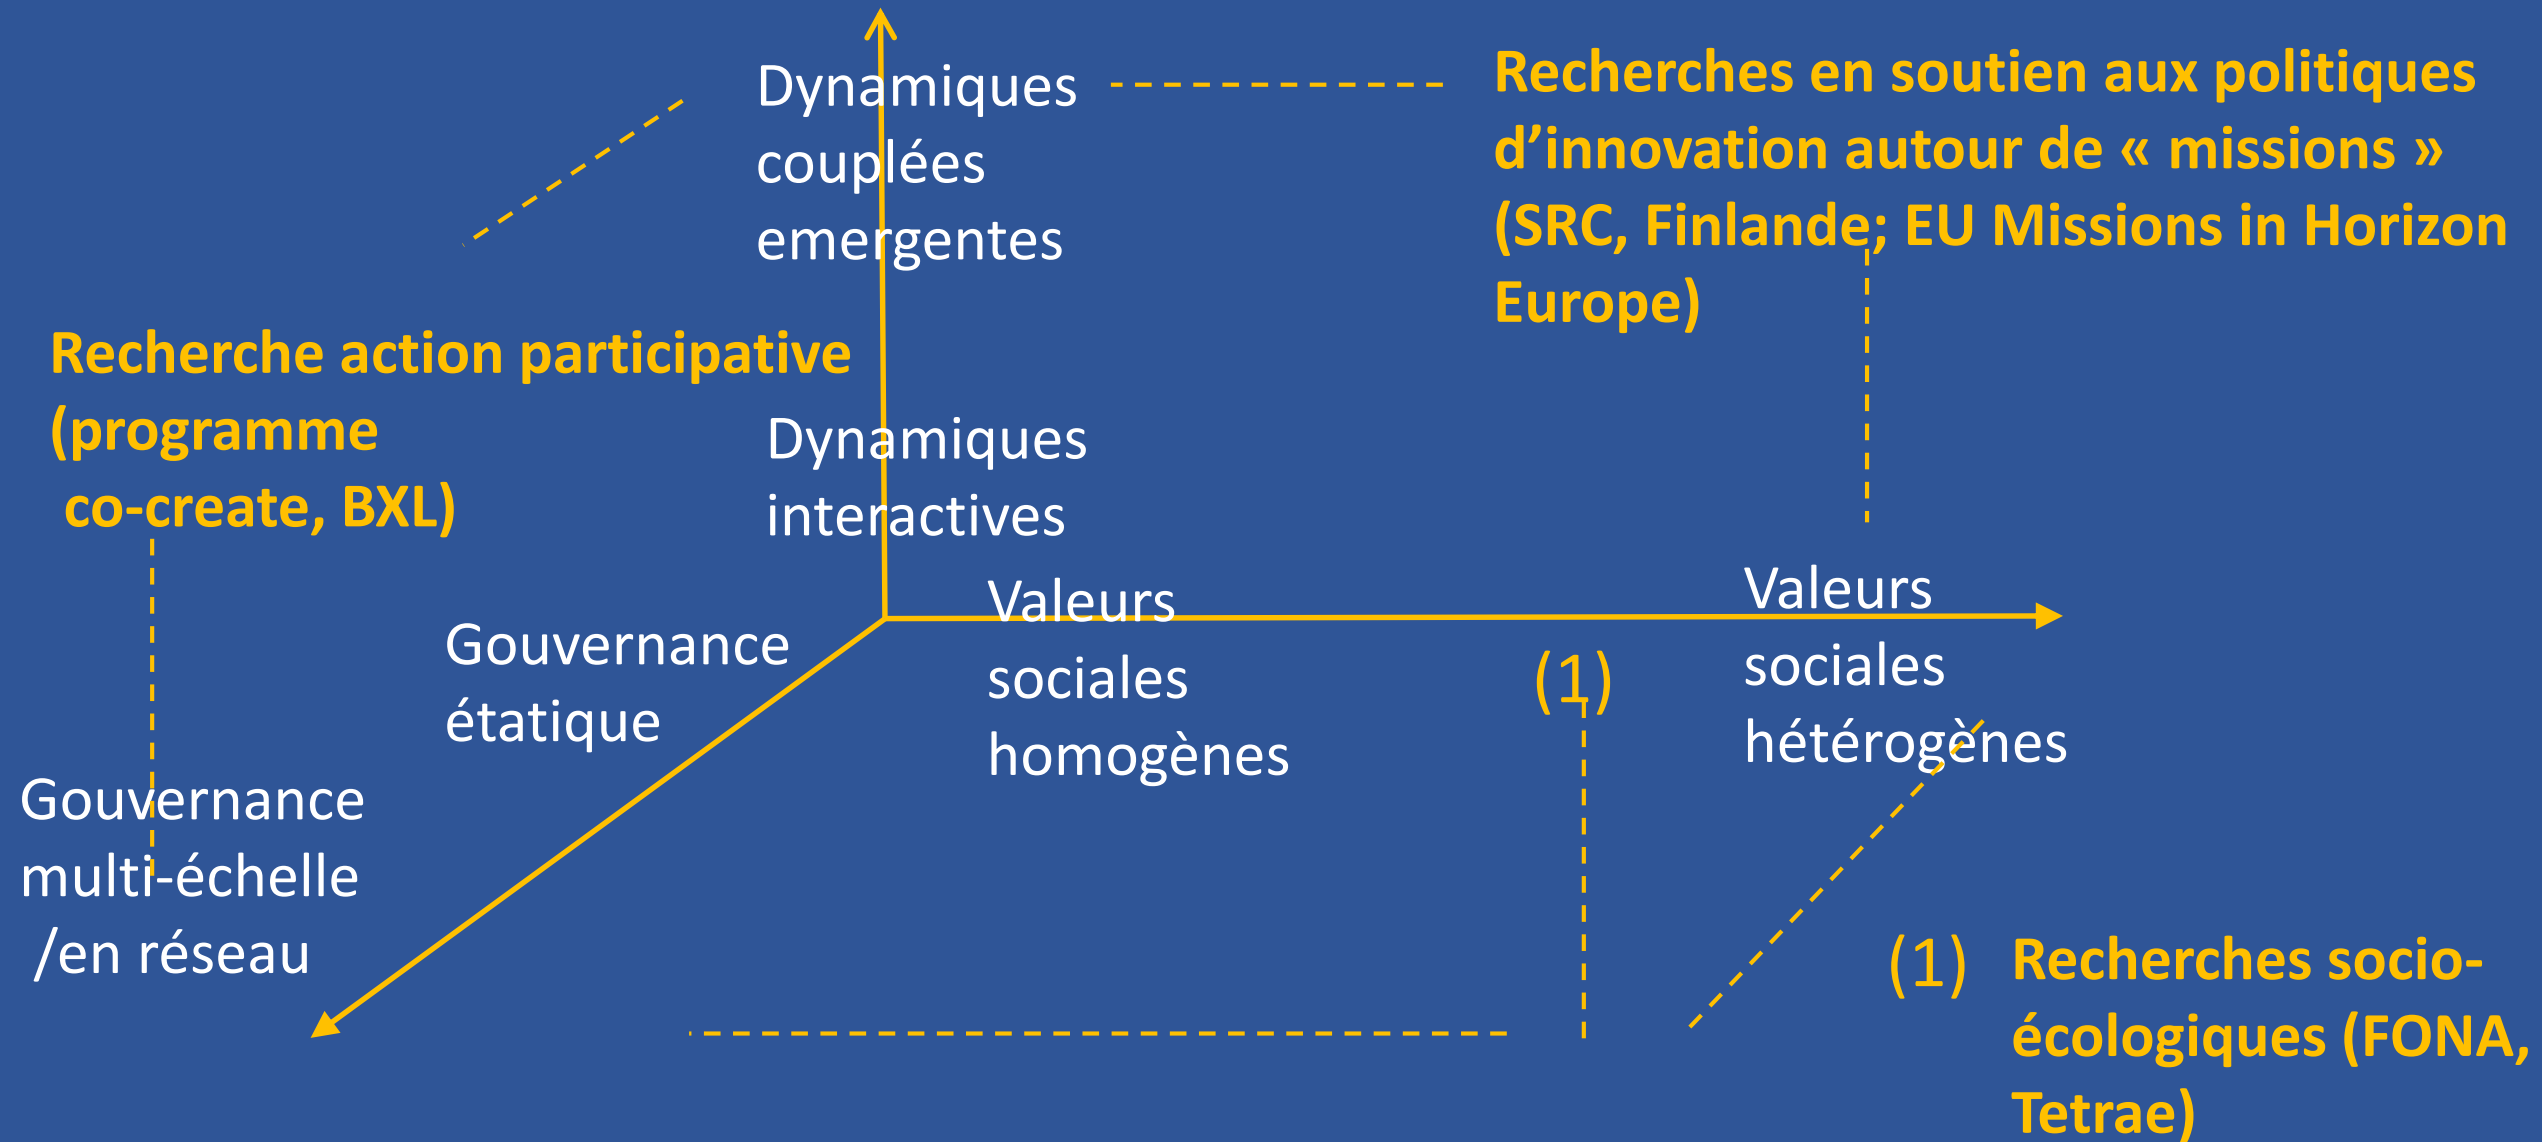 Dynamiques
couplées
emergentes
Recherches en soutien aux politiques
d’innovation autour de « missions »
(SRC, Finlande; EU Missions in Horizon
Europe)
Recherche action participative
(programme
co-create, BXL)
Dynamiques
interactives
Gouvernance
étatique
Valeurs
sociales
homogènes
(1)
Valeurs
sociales
hétérogènes
Gouvernance
multi-échelle
/en réseau
(1)
Recherches socio-
écologiques (FONA,
Tetrae)